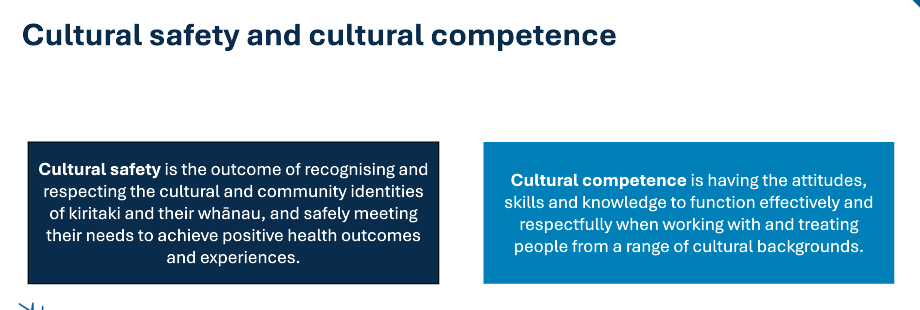 Cultural safety and cultural competence
Cultural safety is the outcome of recognising and
respecting the cultural and community identities
of kiritaki and their whānau, and safely meeting
their needs to achieve positive health outcomes
and experiences.
Cultural competence is having the attitudes,
skills and knowledge to function effectively and
respectfully when working with and treating
people from a range of cultural backgrounds.